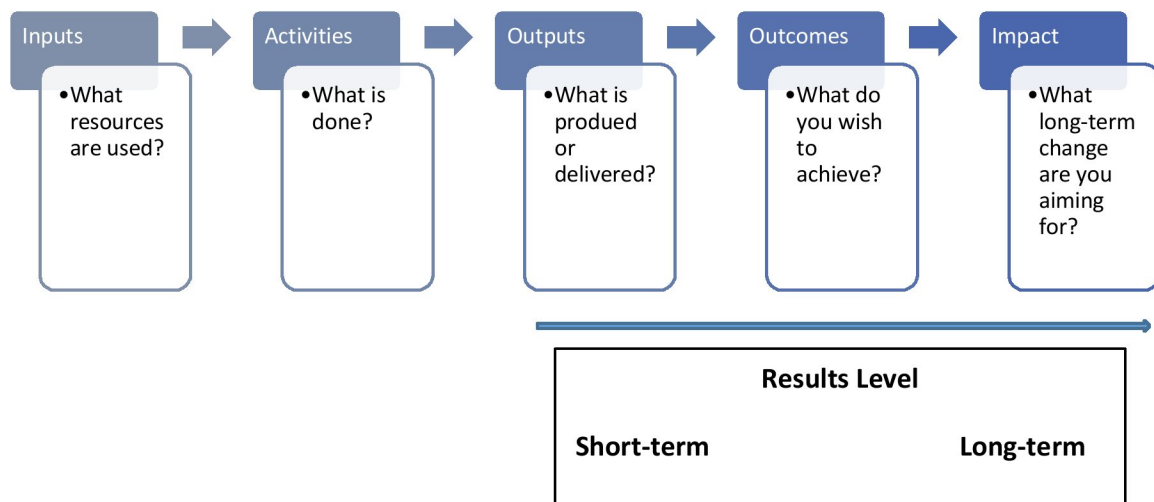 Inputs
•What
resources
are used?
Activities
•What is
done?
Outputs
•What is
produed
or
delivered?
Outcomes
•What do
you wish
to
achieve?
Impact
•What
long-term
change
are you
aiming
for?
Results Level
Short-term Long-term